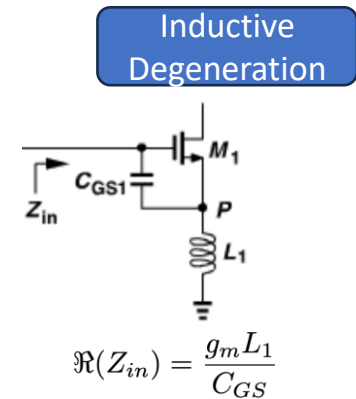 Inductive
Degeneration
M1
CGS1
Zin
P
L1
ℜ(Zin) = gmL1/CGS